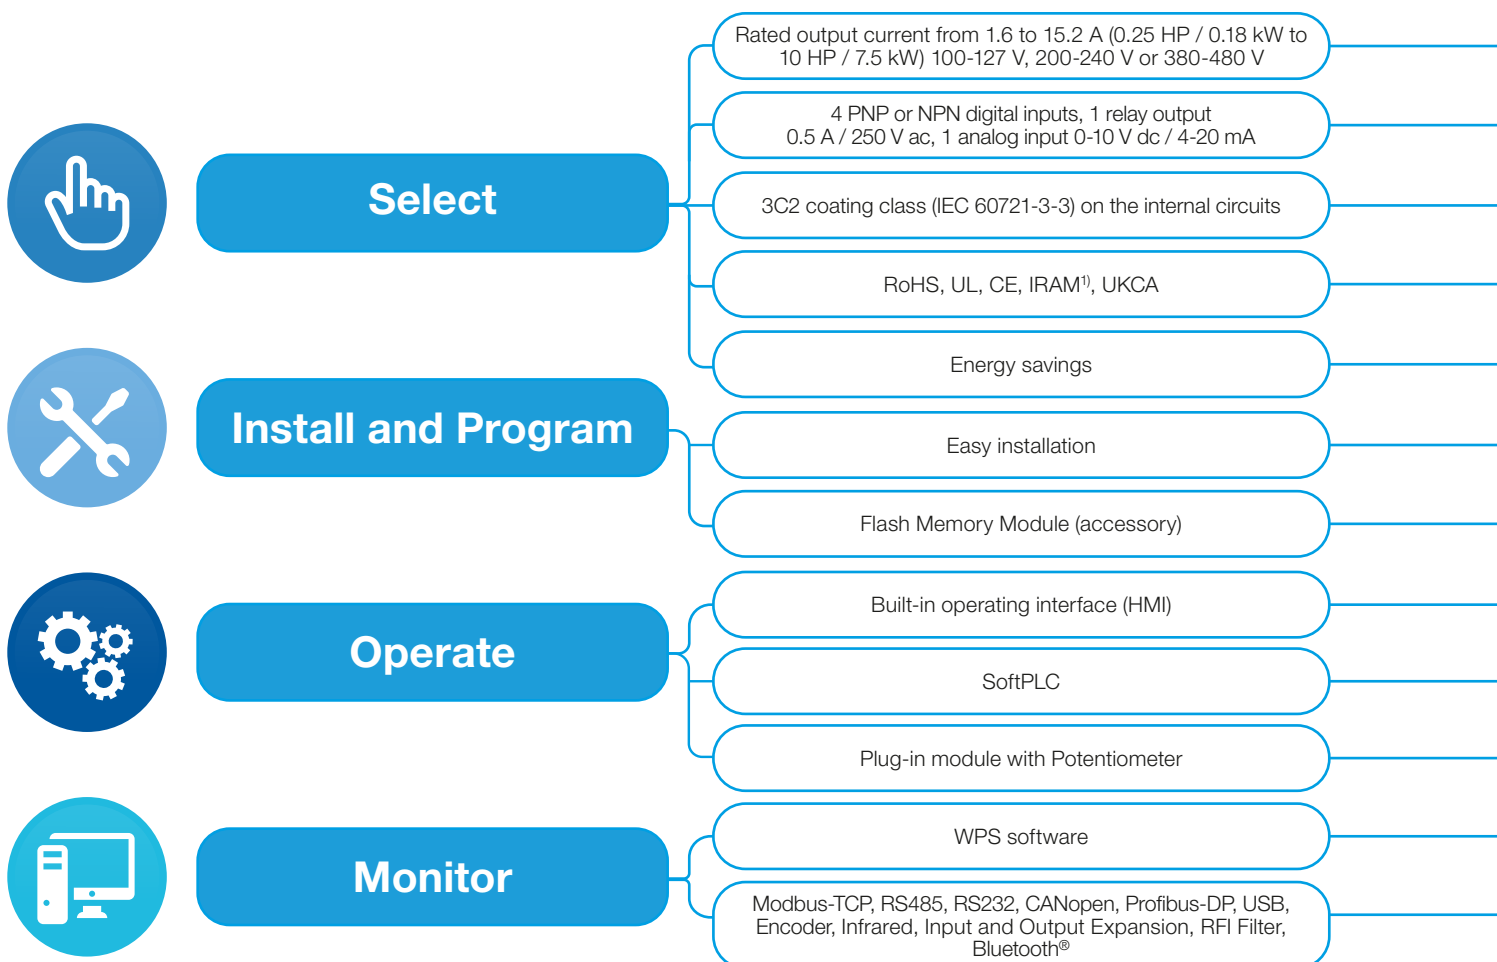 Select
Rated output current from 1.6 to 15.2 A (0.25 HP / 0.18 kW to
10 HP / 7.5 kW) 100-127 V, 200-240 V or 380-480 V
4 PNP or NPN digital inputs, 1 relay output
0.5 A / 250 V ac, 1 analog input 0-10 V dc / 4-20 mA
3C2 coating class (IEC 60721-3-3) on the internal circuits
RoHS, UL, CE, IRAM¹⁾, UKCA
Energy savings
Install and Program
Easy installation
Flash Memory Module (accessory)
Operate
Built-in operating interface (HMI)
SoftPLC
Plug-in module with Potentiometer
Monitor
WPS software
Modbus-TCP, RS485, RS232, CANopen, Profibus-DP, USB,
Encoder, Infrared, Input and Output Expansion, RFI Filter,
Bluetooth®